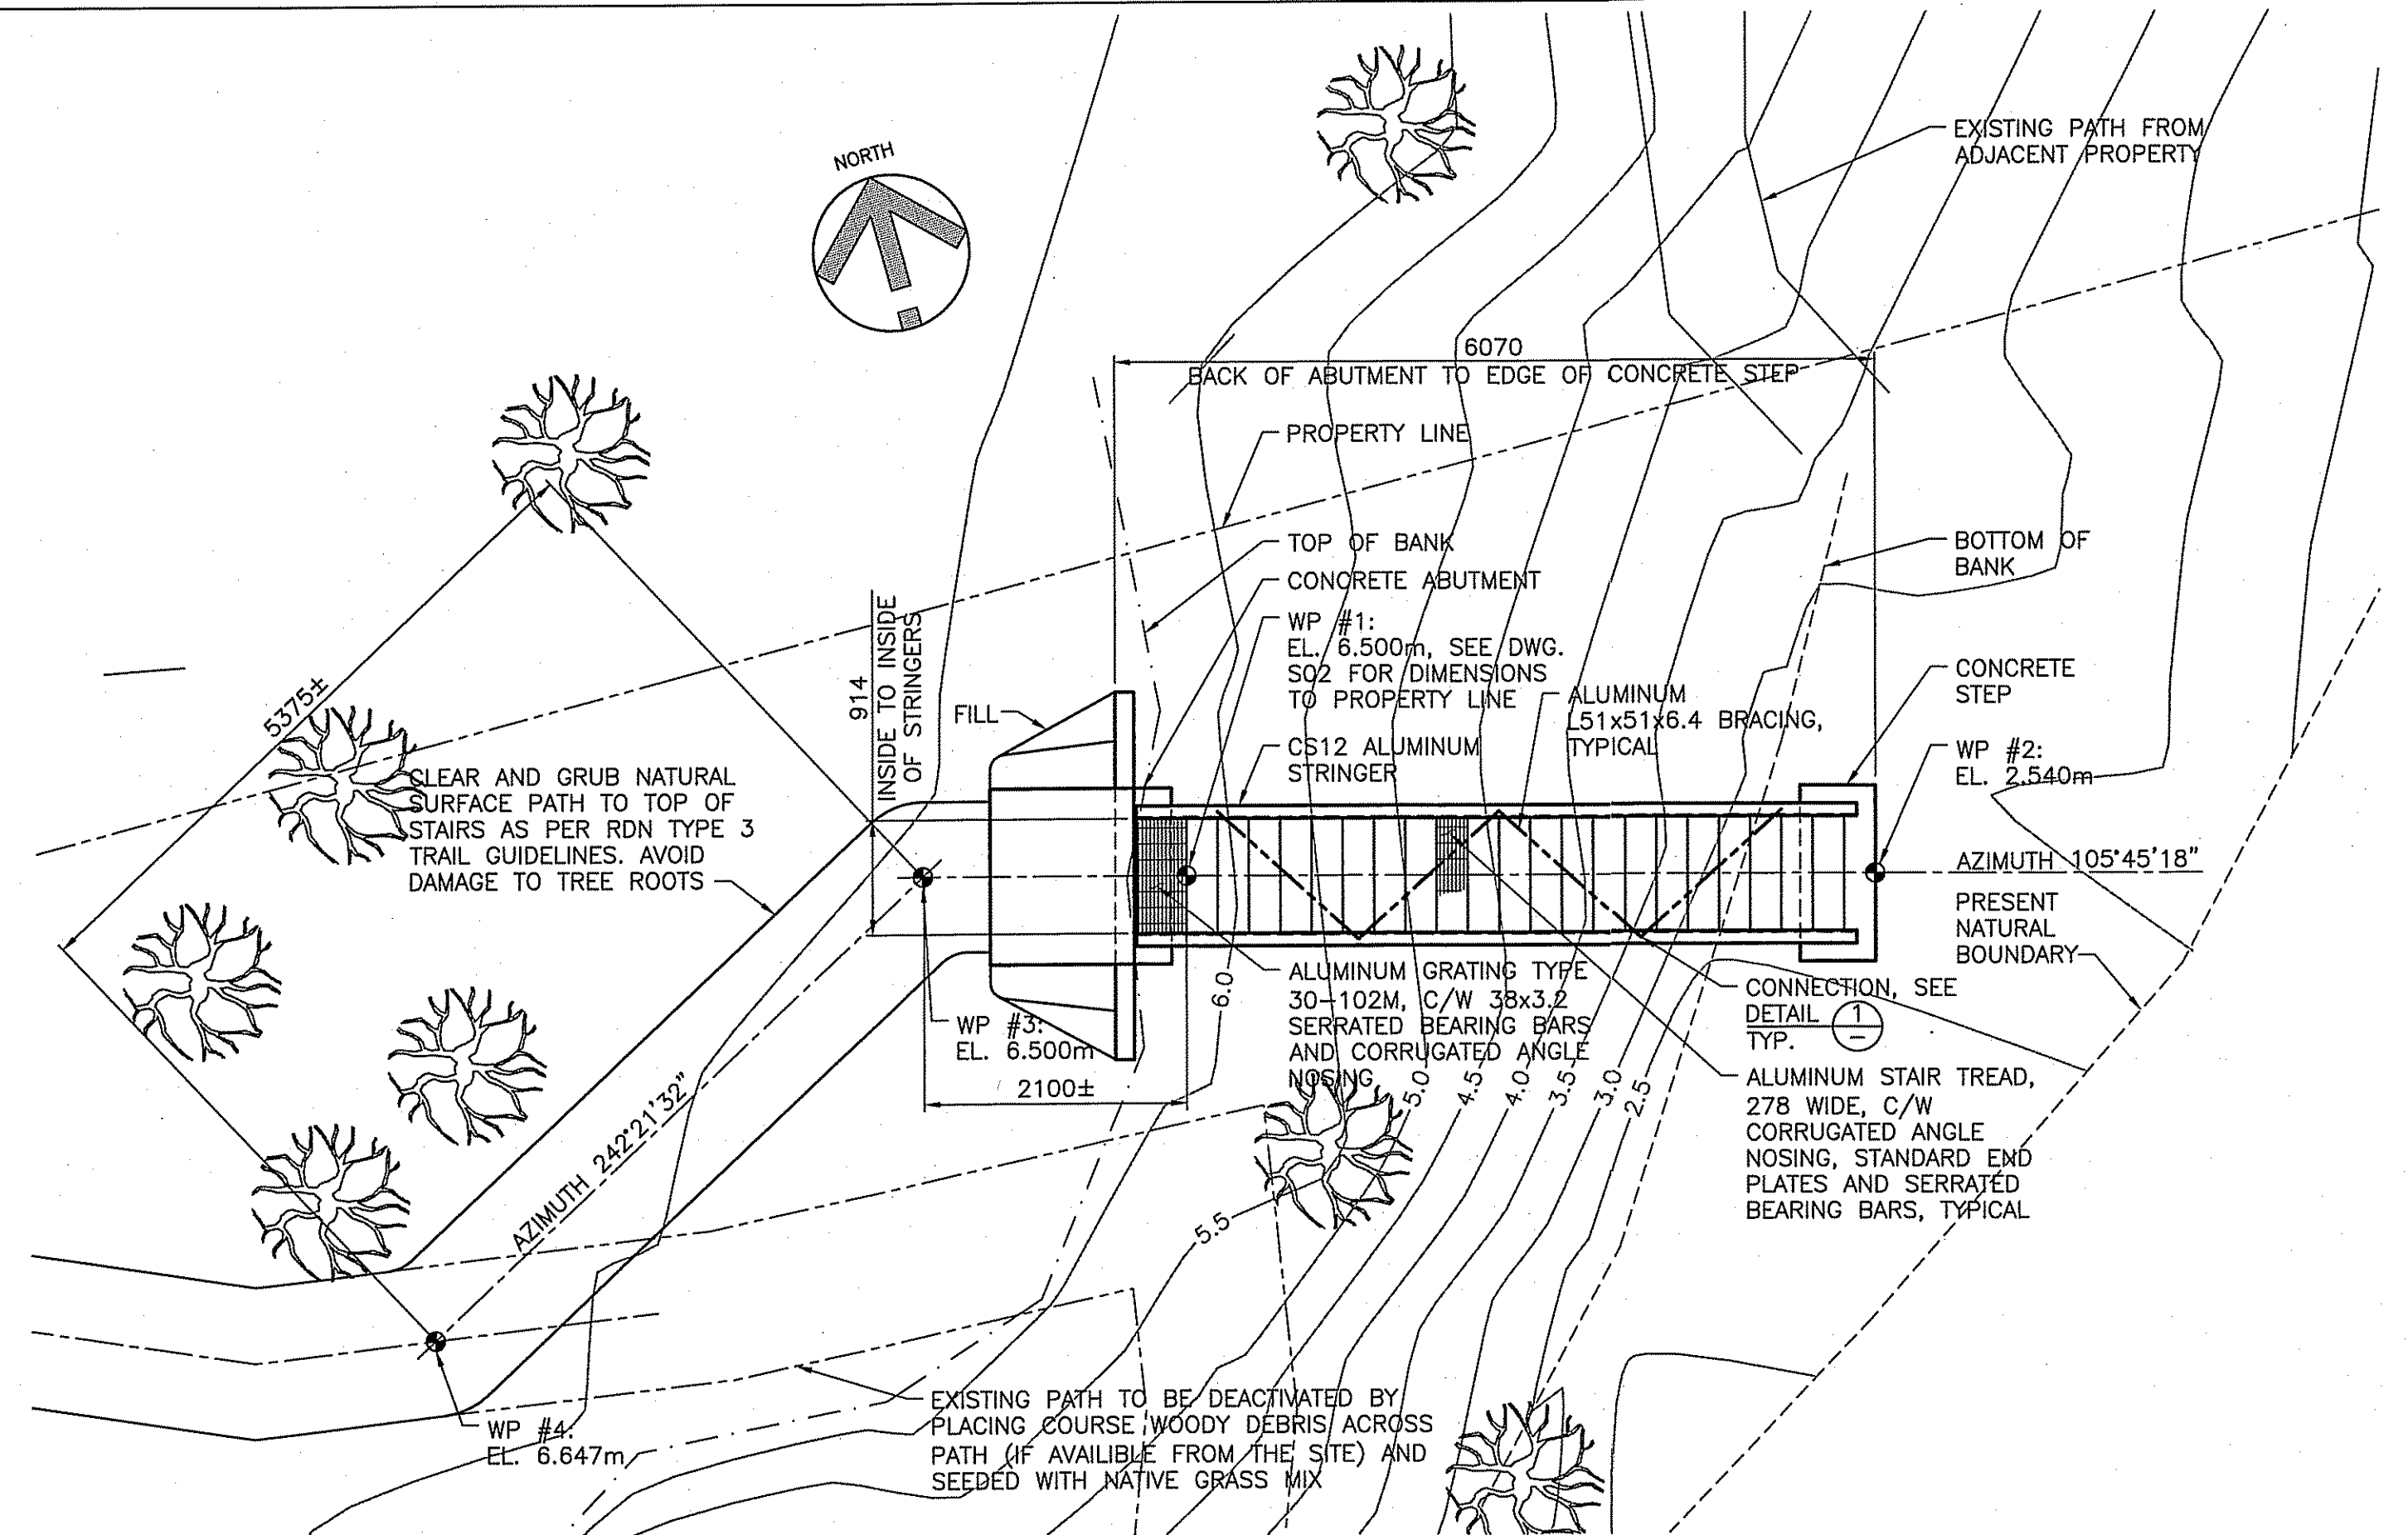 NORTH
EXISTING PATH FROM
ADJACENT PROPERTY
6070
BACK OF ABUTMENT TO EDGE OF CONCRETE STEP
PROPERTY LINE
TOP OF BANK
CONCRETE ABUTMENT
WP #1:
EL. 6.500m, SEE DWG.
S02 FOR DIMENSIONS
TO PROPERTY LINE
BOTTOM OF
BANK
CONCRETE
STEP
ALUMINUM
L51x51x6.4 BRACING,
TYPICAL
CS12 ALUMINUM
STRINGER
WP #2:
EL. 2.540m
AZIMUTH 105°45'18"
PRESENT
NATURAL
BOUNDARY
914
INSIDE TO INSIDE
OF STRINGERS
FILL
5375±
CLEAR AND GRUB NATURAL
SURFACE PATH TO TOP OF
STAIRS AS PER RDN TYPE 3
TRAIL GUIDELINES. AVOID
DAMAGE TO TREE ROOTS
WP #3:
EL. 6.500m
2100±
ALUMINUM GRATING TYPE
30-102M, C/W 38x3.2
SERRATED BEARING BARS
AND CORRUGATED ANGLE
NOSING
CONNECTION, SEE
DETAIL 1
TYP. –
ALUMINUM STAIR TREAD,
278 WIDE, C/W
CORRUGATED ANGLE
NOSING, STANDARD END
PLATES AND SERRATED
BEARING BARS, TYPICAL
6.0
5.5
5.0
4.5
4.0
3.5
3.0
2.5
AZIMUTH 242°21'32"
WP #4:
EL. 6.647m
EXISTING PATH TO BE DEACTIVATED BY
PLACING COURSE WOODY DEBRIS ACROSS
PATH (IF AVAILIBLE FROM THE SITE) AND
SEEDED WITH NATIVE GRASS MIX